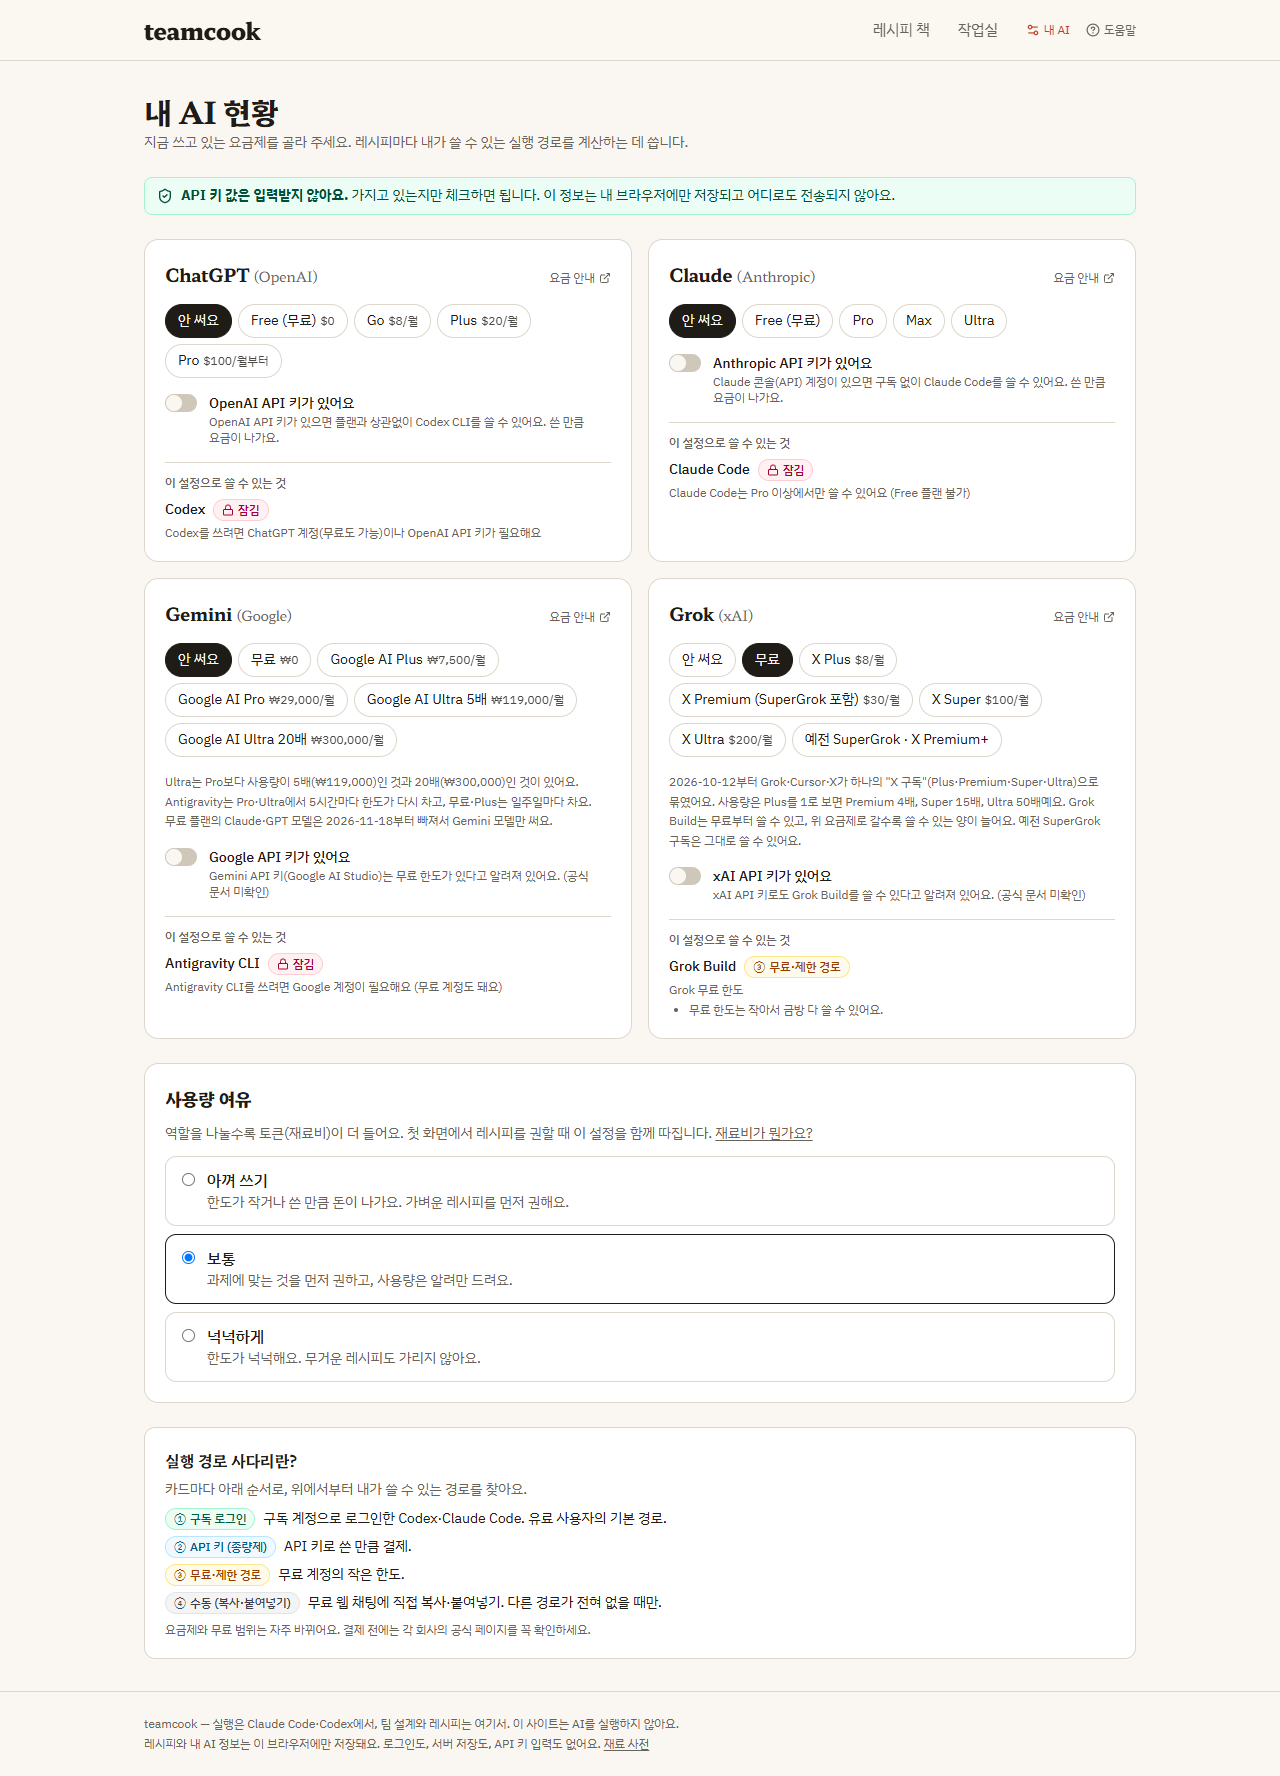 teamcook
레시피 책
작업실
내 AI
도움말
내 AI 현황
지금 쓰고 있는 요금제를 골라 주세요. 레시피마다 내가 쓸 수 있는 실행 경로를 계산하는 데 씁니다.
API 키 값은 입력받지 않아요. 가지고 있는지만 체크하면 됩니다. 이 정보는 내 브라우저에만 저장되고 어디로도 전송되지 않아요.
ChatGPT (OpenAI)
요금 안내
안 써요
Free (무료) $0
Go $8/월
Plus $20/월
Pro $100/월부터
OpenAI API 키가 있어요
OpenAI API 키가 있으면 플랜과 상관없이 Codex CLI를 쓸 수 있어요. 쓴 만큼
요금이 나가요.
이 설정으로 쓸 수 있는 것
Codex 잠김
Codex를 쓰려면 ChatGPT 계정(무료도 가능)이나 OpenAI API 키가 필요해요
Claude (Anthropic)
요금 안내
안 써요
Free (무료)
Pro
Max
Ultra
Anthropic API 키가 있어요
Claude 콘솔(API) 계정이 있으면 구독 없이 Claude Code를 쓸 수 있어요. 쓴 만큼
요금이 나가요.
이 설정으로 쓸 수 있는 것
Claude Code 잠김
Claude Code는 Pro 이상에서만 쓸 수 있어요 (Free 플랜 불가)
Gemini (Google)
요금 안내
안 써요
무료 ₩0
Google AI Plus ₩7,500/월
Google AI Pro ₩29,000/월
Google AI Ultra 5배 ₩119,000/월
Google AI Ultra 20배 ₩300,000/월
Ultra는 Pro보다 사용량이 5배(₩119,000)인 것과 20배(₩300,000)인 것이 있어요.
Antigravity는 Pro·Ultra에서 5시간마다 한도가 다시 차고, 무료·Plus는 일주일마다 차요.
무료 플랜의 Claude·GPT 모델은 2026-11-18부터 빠져서 Gemini 모델만 써요.
Google API 키가 있어요
Gemini API 키(Google AI Studio)는 무료 한도가 있다고 알려져 있어요. (공식
문서 미확인)
이 설정으로 쓸 수 있는 것
Antigravity CLI 잠김
Antigravity CLI를 쓰려면 Google 계정이 필요해요 (무료 계정도 돼요)
Grok (xAI)
요금 안내
안 써요
무료
X Plus $8/월
X Premium (SuperGrok 포함) $30/월
X Super $100/월
X Ultra $200/월
예전 SuperGrok · X Premium+
2026-10-12부터 Grok·Cursor·X가 하나의 "X 구독"(Plus·Premium·Super·Ultra)으로
묶였어요. 사용량은 Plus를 1로 보면 Premium 4배, Super 15배, Ultra 50배예요. Grok
Build는 무료부터 쓸 수 있고, 위 요금제로 갈수록 쓸 수 있는 양이 늘어요. 예전 SuperGrok
구독은 그대로 쓸 수 있어요.
xAI API 키가 있어요
xAI API 키로도 Grok Build를 쓸 수 있다고 알려져 있어요. (공식 문서 미확인)
이 설정으로 쓸 수 있는 것
Grok Build ③ 무료·제한 경로
Grok 무료 한도
• 무료 한도는 작아서 금방 다 쓸 수 있어요.
사용량 여유
역할을 나눌수록 토큰(재료비)이 더 들어요. 첫 화면에서 레시피를 권할 때 이 설정을 함께 따집니다. 재료비가 뭔가요?
아껴 쓰기
한도가 작거나 쓴 만큼 돈이 나가요. 가벼운 레시피를 먼저 권해요.
보통
과제에 맞는 것을 먼저 권하고, 사용량은 알려만 드려요.
넉넉하게
한도가 넉넉해요. 무거운 레시피도 가리지 않아요.
실행 경로 사다리란?
카드마다 아래 순서로, 위에서부터 내가 쓸 수 있는 경로를 찾아요.
① 구독 로그인 구독 계정으로 로그인한 Codex·Claude Code. 유료 사용자의 기본 경로.
② API 키 (종량제) API 키로 쓴 만큼 결제.
③ 무료·제한 경로 무료 계정의 작은 한도.
④ 수동 (복사·붙여넣기) 무료 웹 채팅에 직접 복사·붙여넣기. 다른 경로가 전혀 없을 때만.
요금제와 무료 범위는 자주 바뀌어요. 결제 전에는 각 회사의 공식 페이지를 꼭 확인하세요.
teamcook — 실행은 Claude Code·Codex에서, 팀 설계와 레시피는 여기서. 이 사이트는 AI를 실행하지 않아요.
레시피와 내 AI 정보는 이 브라우저에만 저장돼요. 로그인도, 서버 저장도, API 키 입력도 없어요. 재료 사전